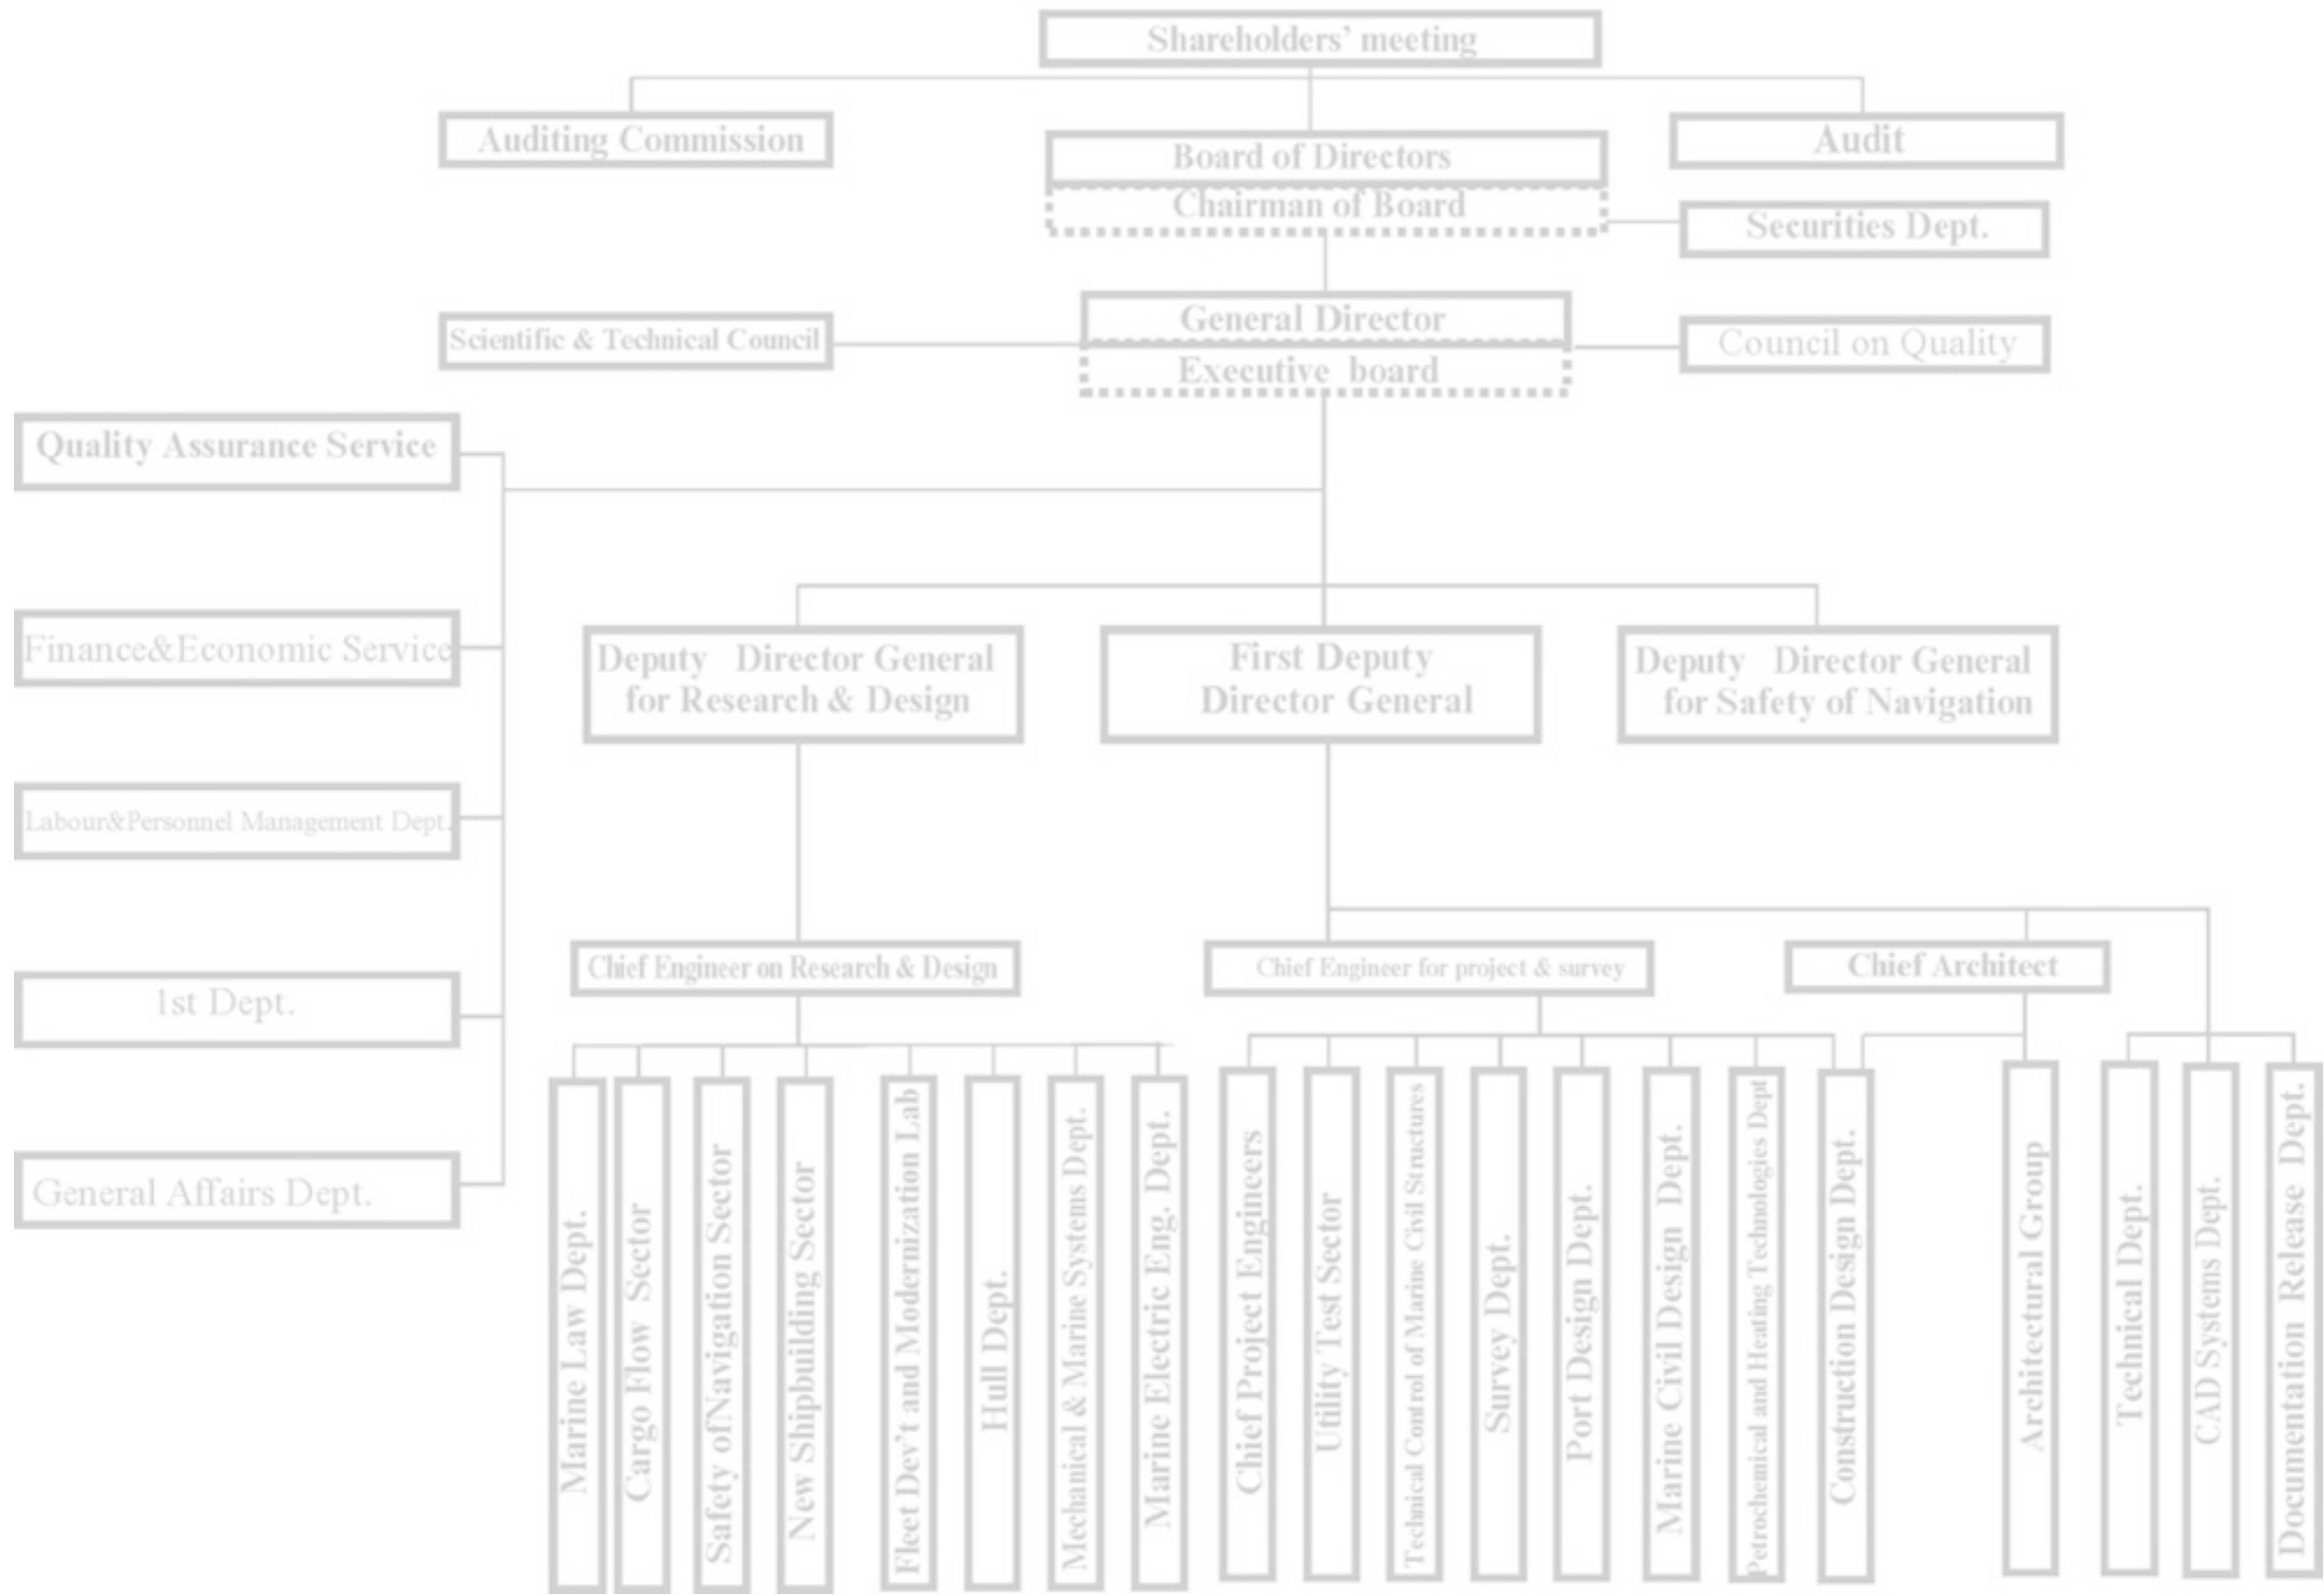 Shareholders’ meeting
Auditing Commission
Audit
Board of Directors
Chairman of Board
Securities Dept.
General Director
Scientific & Technical Council
Council on Quality
Executive board
Quality Assurance Service
Finance&Economic Service
Labour&Personnel Management Dept.
1st Dept.
General Affairs Dept.
Deputy Director General
for Research & Design
First Deputy
Director General
Deputy Director General
for Safety of Navigation
Chief Engineer on Research & Design
Chief Engineer for project & survey
Chief Architect
Marine Law Dept.
Cargo Flow Sector
Safety ofNavigation Sector
New Shipbuilding Sector
Fleet Dev’t and Modernization Lab
Hull Dept.
Mechanical & Marine Systems Dept.
Marine Electric Eng. Dept.
Chief Project Engineers
Utility Test Sector
Technical Control of Marine Civil Structures
Survey Dept.
Port Design Dept.
Marine Civil Design Dept.
Petrochemical and Heating Technologies Dept
Construction Design Dept.
Architectural Group
Technical Dept.
CAD Systems Dept.
Documentation Release Dept.